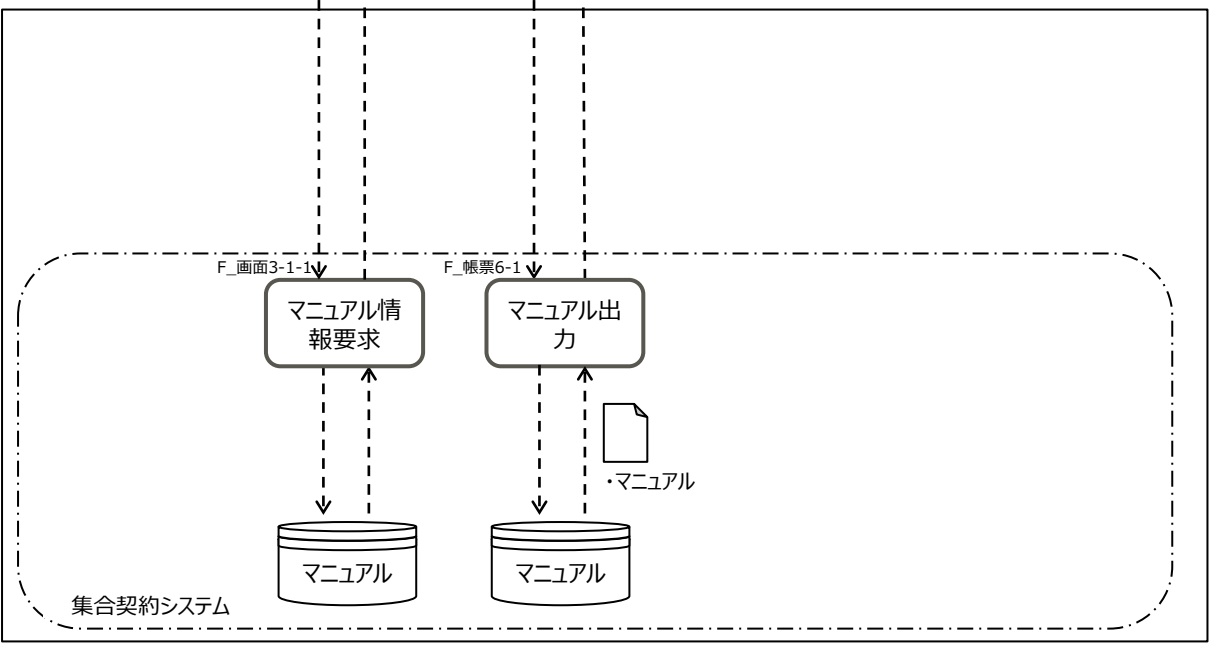 F_画面3-1-1
F_帳票6-1
マニュアル情
報要求
マニュアル出
力
・マニュアル
マニュアル
マニュアル
集合契約システム